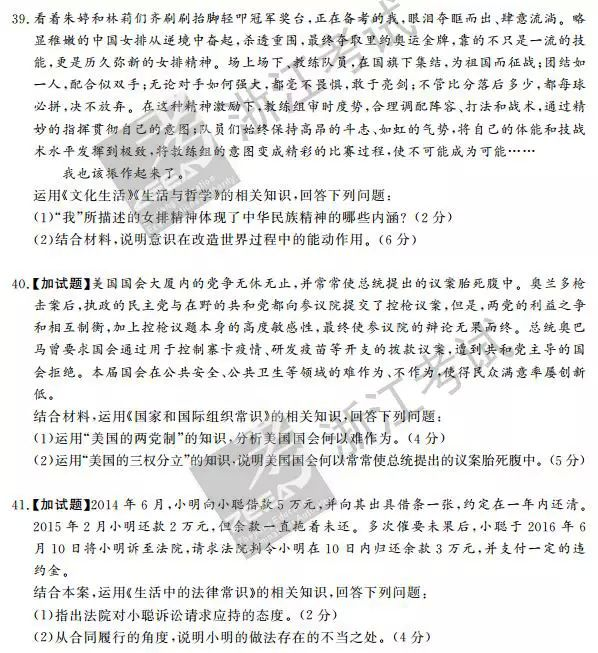 39.看着朱婷和林莉们齐刷刷抬脚轻叩冠军奖台,正在备考的我,眼泪夺眶而出、肆意流淌。略
显稚嫩的中国女排从逆境中奋起,杀透重围,最终夺取里约奥运金牌,靠的不只是一流的技
能,更是历久弥新的女排精神。场上场下,教练队员,在国旗下集结,为祖国而征战;团结如
一人,配合似双手;无论对手如何强大,都毫不畏惧,敢于亮剑;不管比分落后多少,都每球
必拼,决不放弃。在这种精神激励下,教练组审时度势,合理调配阵容、打法和战术,通过精
妙的指挥贯彻自己的意图;队员们始终保持高昂的斗志、如虹的气势,将自己的体能和技战
术水平发挥到极致,将教练组的意图变成精彩的比赛过程,使不可能成为可能……
我也该振作起来了。
运用《文化生活》《生活与哲学》的相关知识,回答下列问题:
(1)“我”所描述的女排精神体现了中华民族精神的哪些内涵?(2分)
(2)结合材料,说明意识在改造世界过程中的能动作用。(6分)
40.【加试题】美国国会大厦内的党争无休无止,并常常使总统提出的议案胎死腹中。奥兰多枪
击案后,执政的民主党与在野的共和党都向参议院提交了控枪议案,但是,两党的利益之争
和相互制衡,加上控枪议题本身的高度敏感性,最终使参议院的辩论无果而终。总统奥巴
马曾要求国会通过用于控制寨卡疫情、研发疫苗等开支的拨款议案,遭到共和党主导的国
会拒绝。本届国会在公共安全、公共卫生等领域的难作为、不作为,使得民众满意率屡创新
低。
结合材料,运用《国家和国际组织常识》的相关知识,回答下列问题:
(1)运用“美国的两党制”的知识,分析美国国会何以难作为。(4分)
(2)运用“美国的三权分立”的知识,说明美国国会何以常常使总统提出的议案胎死腹中。(5分)
41.【加试题】2014年6月,小明向小聪借款5万元,并向其出具借条一张,约定在一年内还清。
2015年2月小明还款2万元,但余款一直拖着未还。多次催要未果后,小聪于2016年6
月10日将小明诉至法院,请求法院判令小明在10日内归还余款3万元,并支付一定的违
约金。
结合本案,运用《生活中的法律常识》的相关知识,回答下列问题:
(1)指出法院对小聪诉讼请求应持的态度。(2分)
(2)从合同履行的角度,说明小明的做法存在的不当之处。(4分)
浙江考试
浙江考试